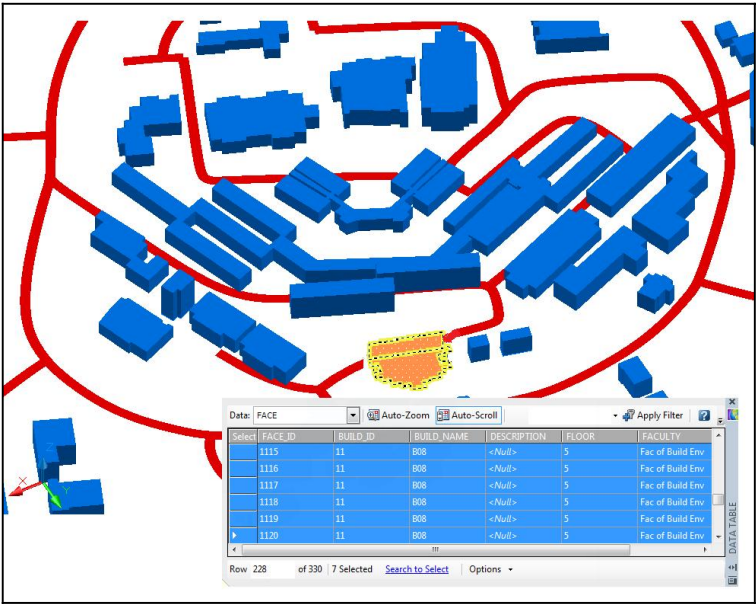 Data: FACE Auto-Zoom Auto-Scroll Apply Filter ?
Select FACE_ID BUILD_ID BUILD_NAME DESCRIPTION FLOOR FACULTY
1115 11 B08 <Null> 5 Fac of Build Env
1116 11 B08 <Null> 5 Fac of Build Env
1117 11 B08 <Null> 5 Fac of Build Env
1118 11 B08 <Null> 5 Fac of Build Env
1119 11 B08 <Null> 5 Fac of Build Env
1120 11 B08 <Null> 5 Fac of Build Env
Row 228 of 330 7 Selected Search to Select Options
DATA TABLE
X
Y